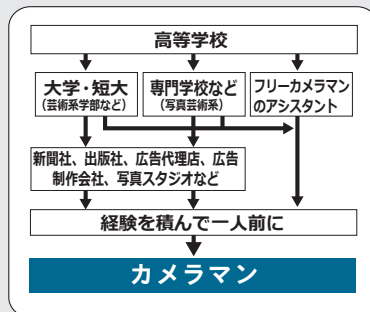 高等学校
大学・短大
(芸術系学部など)
専門学校など
(写真芸術系)
フリーカメラマン
のアシスタント
新聞社、出版社、広告代理店、広告
制作会社、写真スタジオなど
経験を積んで一人前に
カメラマン